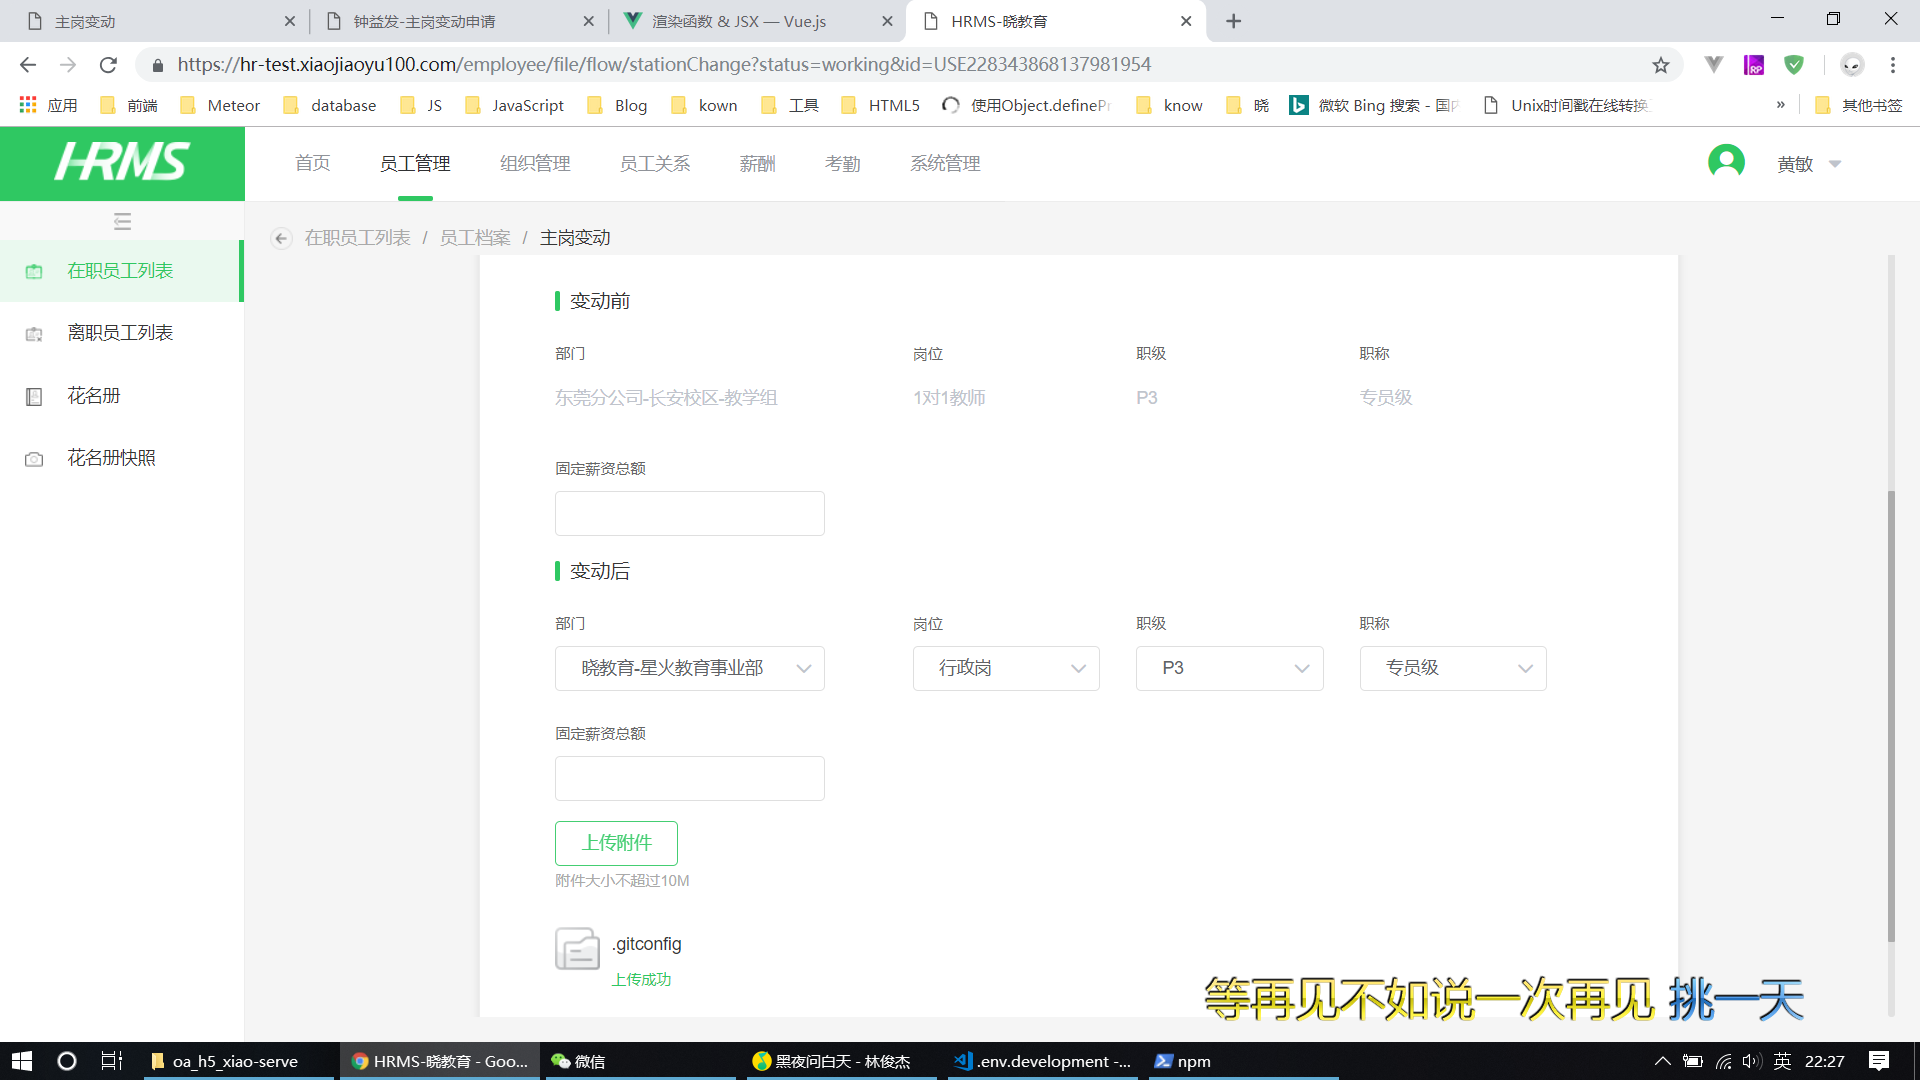 主岗变动
钟益发-主岗变动申请
渲染函数 & JSX — Vue.js
HRMS-晓教育
https://hr-test.xiaojiaoyu100.com/employee/file/flow/stationChange?status=working&id=USE228343868137981954
应用
前端
Meteor
database
JS
JavaScript
Blog
kown
工具
HTML5
使用Object.definePr
know
晓
微软 Bing 搜索 - 国内
Unix时间戳在线转换
»
其他书签
HRMS
首页
员工管理
组织管理
员工关系
薪酬
考勤
系统管理
黄敏
在职员工列表 / 员工档案 / 主岗变动
在职员工列表
离职员工列表
花名册
花名册快照
变动前
部门
岗位
职级
职称
东莞分公司-长安校区-教学组
1对1教师
P3
专员级
固定薪资总额
变动后
部门
岗位
职级
职称
晓教育-星火教育事业部
行政岗
P3
专员级
固定薪资总额
上传附件
附件大小不超过10M
.gitconfig
上传成功
等再见不如说一次再见 挑一天
oa_h5_xiao-serve
HRMS-晓教育 - Goo...
微信
黑夜问白天 - 林俊杰
.env.development -...
npm
英
22:27